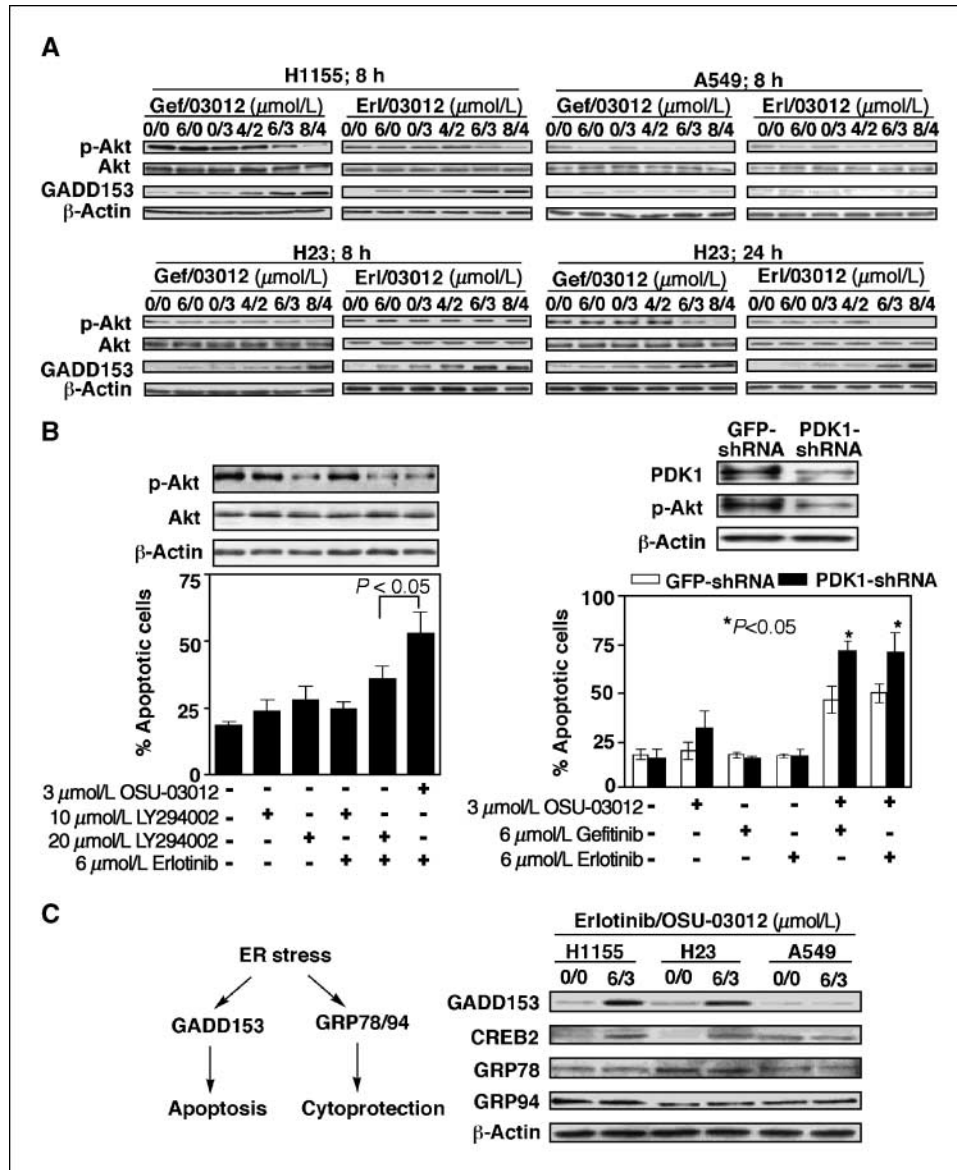 A
H1155; 8 h
A549; 8 h
Gef/03012 (μmol/L)
Erl/03012 (μmol/L)
Gef/03012 (μmol/L)
Erl/03012 (μmol/L)
0/0 6/0 0/3 4/2 6/3 8/4
0/0 6/0 0/3 4/2 6/3 8/4
0/0 6/0 0/3 4/2 6/3 8/4
0/0 6/0 0/3 4/2 6/3 8/4
p-Akt
Akt
GADD153
β-Actin
H23; 8 h
H23; 24 h
Gef/03012 (μmol/L)
Erl/03012 (μmol/L)
Gef/03012 (μmol/L)
Erl/03012 (μmol/L)
0/0 6/0 0/3 4/2 6/3 8/4
0/0 6/0 0/3 4/2 6/3 8/4
0/0 6/0 0/3 4/2 6/3 8/4
0/0 6/0 0/3 4/2 6/3 8/4
p-Akt
Akt
GADD153
β-Actin
B
p-Akt
Akt
β-Actin
75
50
25
0
% Apoptotic cells
P < 0.05
3 μmol/L OSU-03012 - - - - - +
10 μmol/L LY294002 - + - + - -
20 μmol/L LY294002 - - + - + -
6 μmol/L Erlotinib - - - + + +
GFP-shRNA
PDK1-shRNA
PDK1
p-Akt
β-Actin
GFP-shRNA PDK1-shRNA
100
75
50
25
0
% Apoptotic cells
*P<0.05
*
*
3 μmol/L OSU-03012 - + - - + +
6 μmol/L Gefitinib - - + - + -
6 μmol/L Erlotinib - - - + - +
C
ER stress
GADD153
GRP78/94
Apoptosis
Cytoprotection
Erlotinib/OSU-03012 (μmol/L)
H1155 H23 A549
0/0 6/3 0/0 6/3 0/0 6/3
GADD153
CREB2
GRP78
GRP94
β-Actin